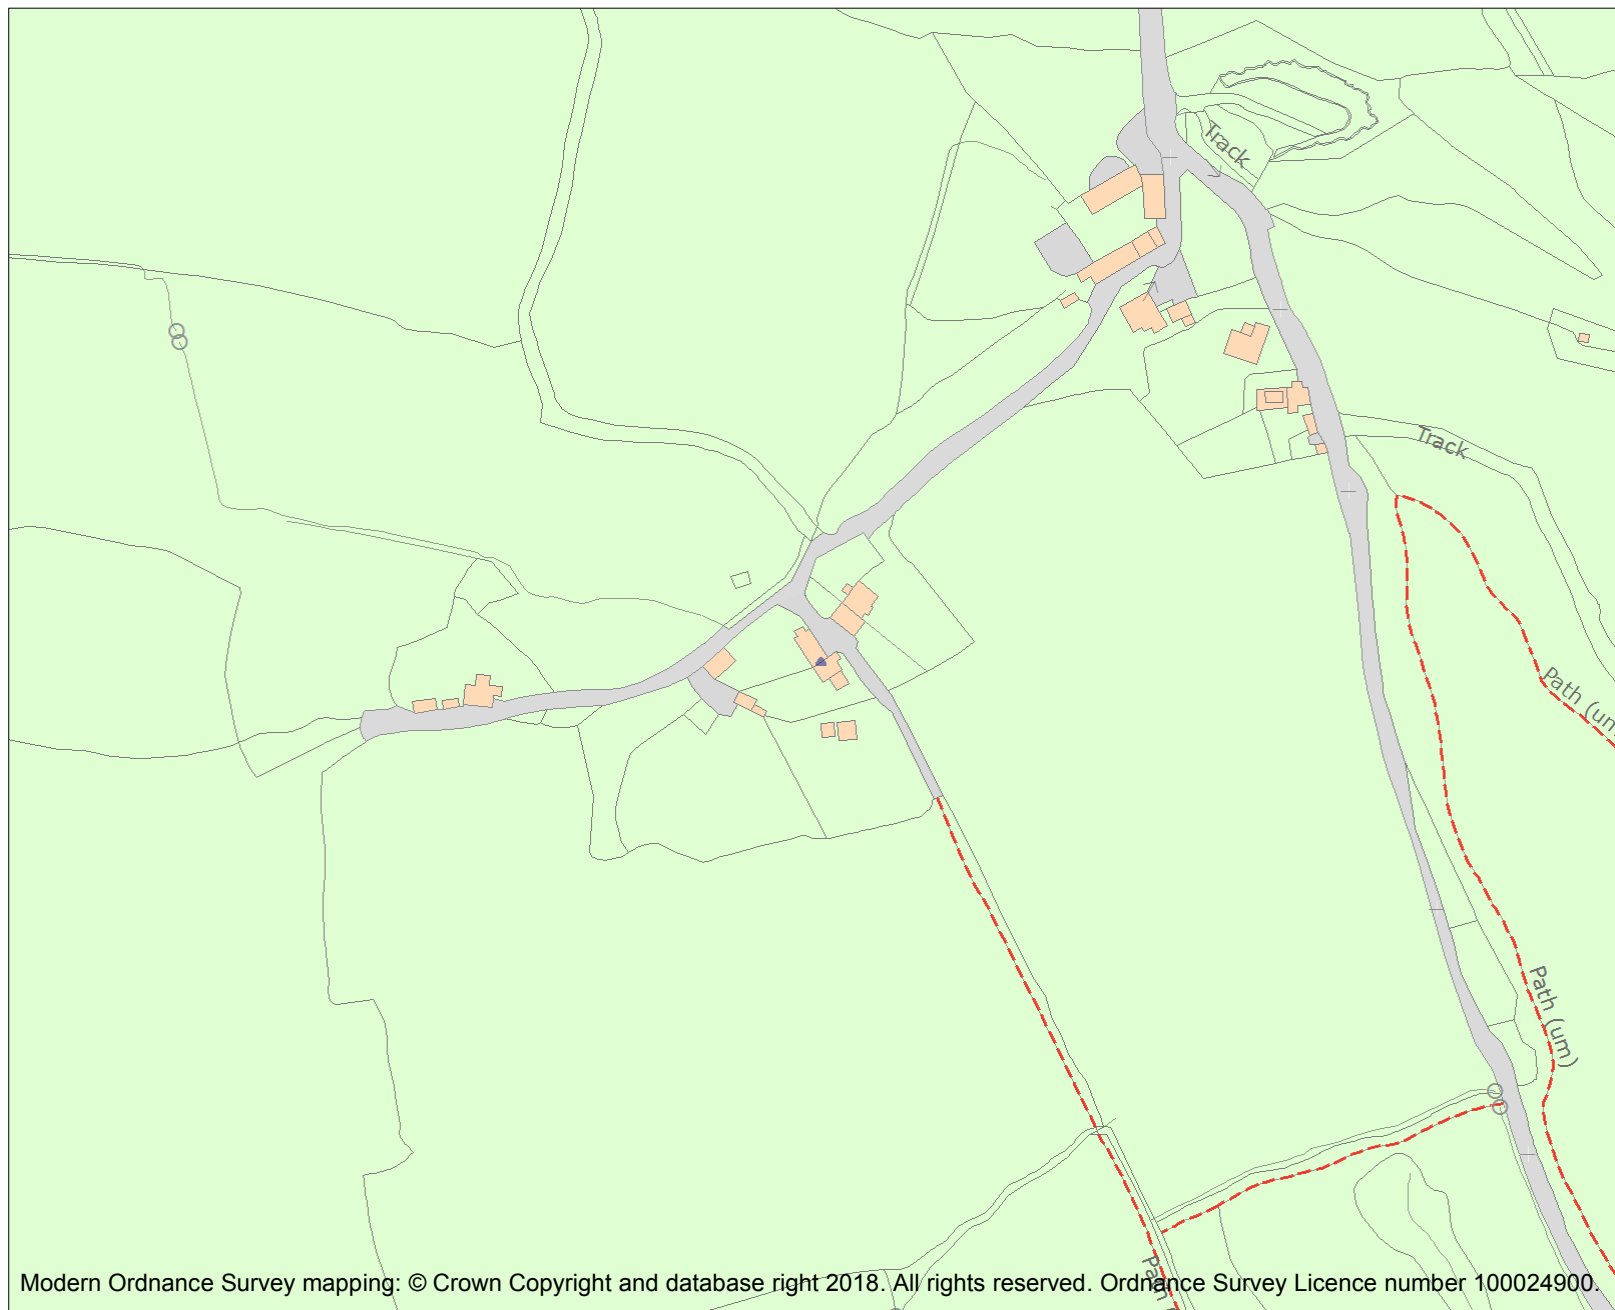 Track
Track
Path (um)
Path (um)
Path
Modern Ordnance Survey mapping: © Crown Copyright and database right 2018. All rights reserved. Ordnance Survey Licence number 100024900.